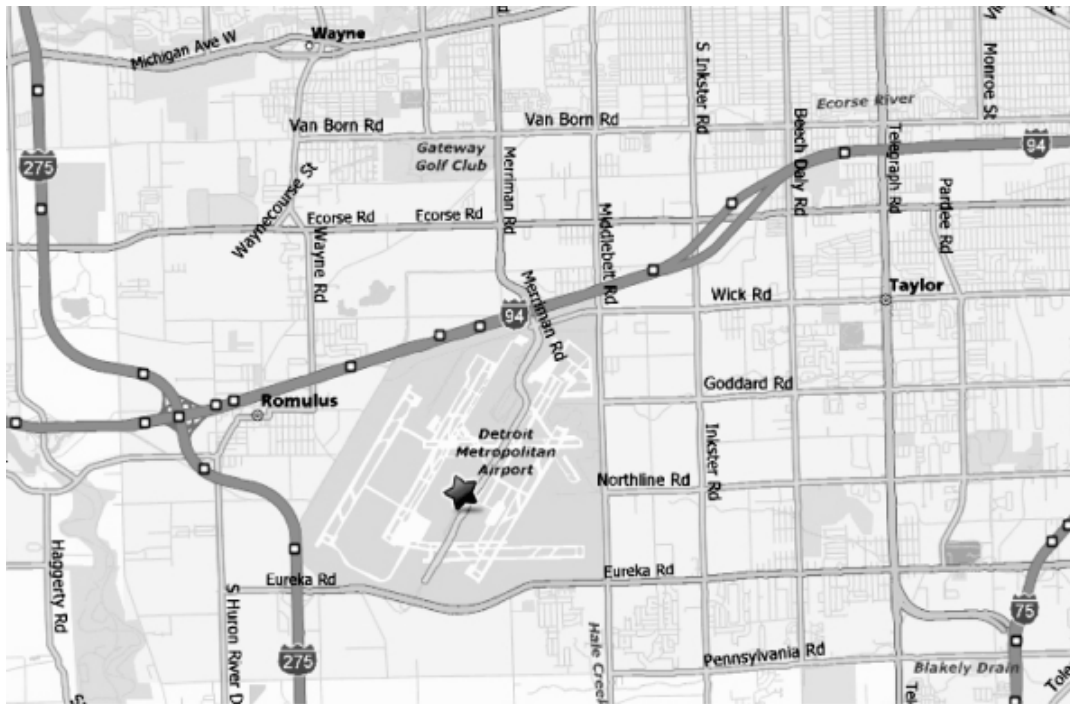 Michigan Ave W
Wayne
S Inkster Rd
Monroe St
Ecorse River
Van Born Rd
Van Born Rd
Beech Daly Rd
Telegraph Rd
94
275
Gateway
Golf Club
Merriman Rd
Waynecourse St
Pardee Rd
Ecorse Rd
Ecorse Rd
Wayne Rd
Middlebelt Rd
Taylor
Wick Rd
94
Merriman Rd
Goddard Rd
Romulus
Detroit
Metropolitan
Airport
Inkster Rd
Northline Rd
Haggerty Rd
Eureka Rd
Eureka Rd
S Huron River D
75
Hale Creek
275
Pennsylvania Rd
Blakely Drain
Tele
Tole